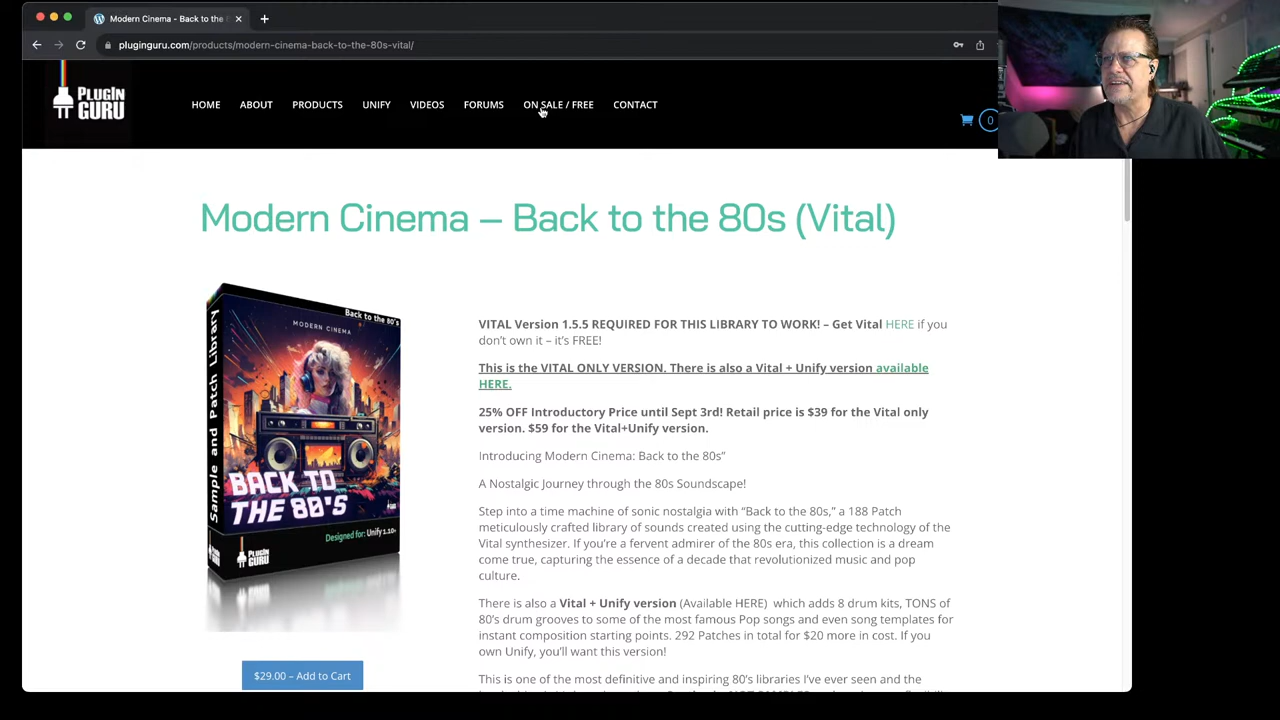 Modern Cinema - Back to the
pluginguru.com/products/modern-cinema-back-to-the-80s-vital/
PLUGIN
GURU
HOME
ABOUT
PRODUCTS
UNIFY
VIDEOS
FORUMS
ON SALE / FREE
CONTACT
0
Modern Cinema – Back to the 80s (Vital)
Back to the 80's
MODERN CINEMA
Sample and Patch Library
BACK TO
THE 80'S
Designed for: Unify 1.10+
PLUGIN
GURU
$29.00 – Add to Cart
VITAL Version 1.5.5 REQUIRED FOR THIS LIBRARY TO WORK! – Get Vital HERE if you
don't own it – it's FREE!
This is the VITAL ONLY VERSION. There is also a Vital + Unify version available
HERE.
25% OFF Introductory Price until Sept 3rd! Retail price is $39 for the Vital only
version. $59 for the Vital+Unify version.
Introducing Modern Cinema: Back to the 80s"
A Nostalgic Journey through the 80s Soundscape!
Step into a time machine of sonic nostalgia with "Back to the 80s," a 188 Patch
meticulously crafted library of sounds created using the cutting-edge technology of the
Vital synthesizer. If you're a fervent admirer of the 80s era, this collection is a dream
come true, capturing the essence of a decade that revolutionized music and pop
culture.
There is also a Vital + Unify version (Available HERE)  which adds 8 drum kits, TONS of
80's drum grooves to some of the most famous Pop songs and even song templates for
instant composition starting points. 292 Patches in total for $20 more in cost. If you
own Unify, you'll want this version!
This is one of the most definitive and inspiring 80's libraries I've ever seen and the